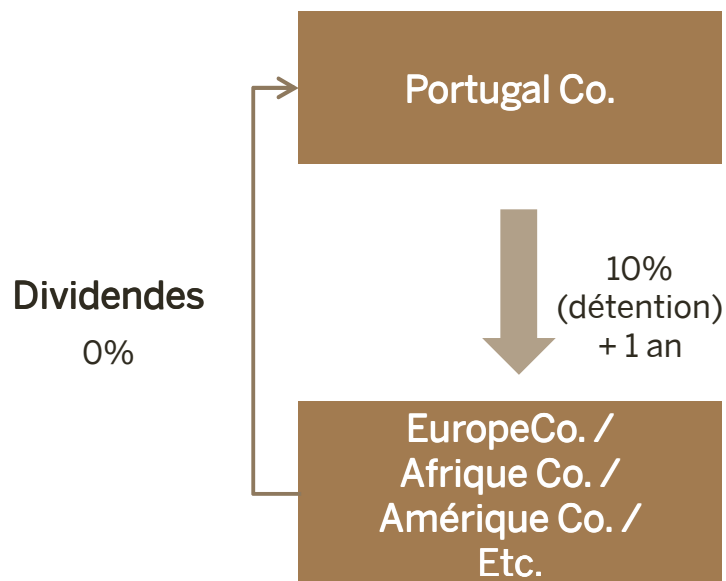 Portugal Co.
Dividendes
0%
10%
(détention)
+ 1 an
EuropeCo. /
Afrique Co. /
Amérique Co. /
Etc.